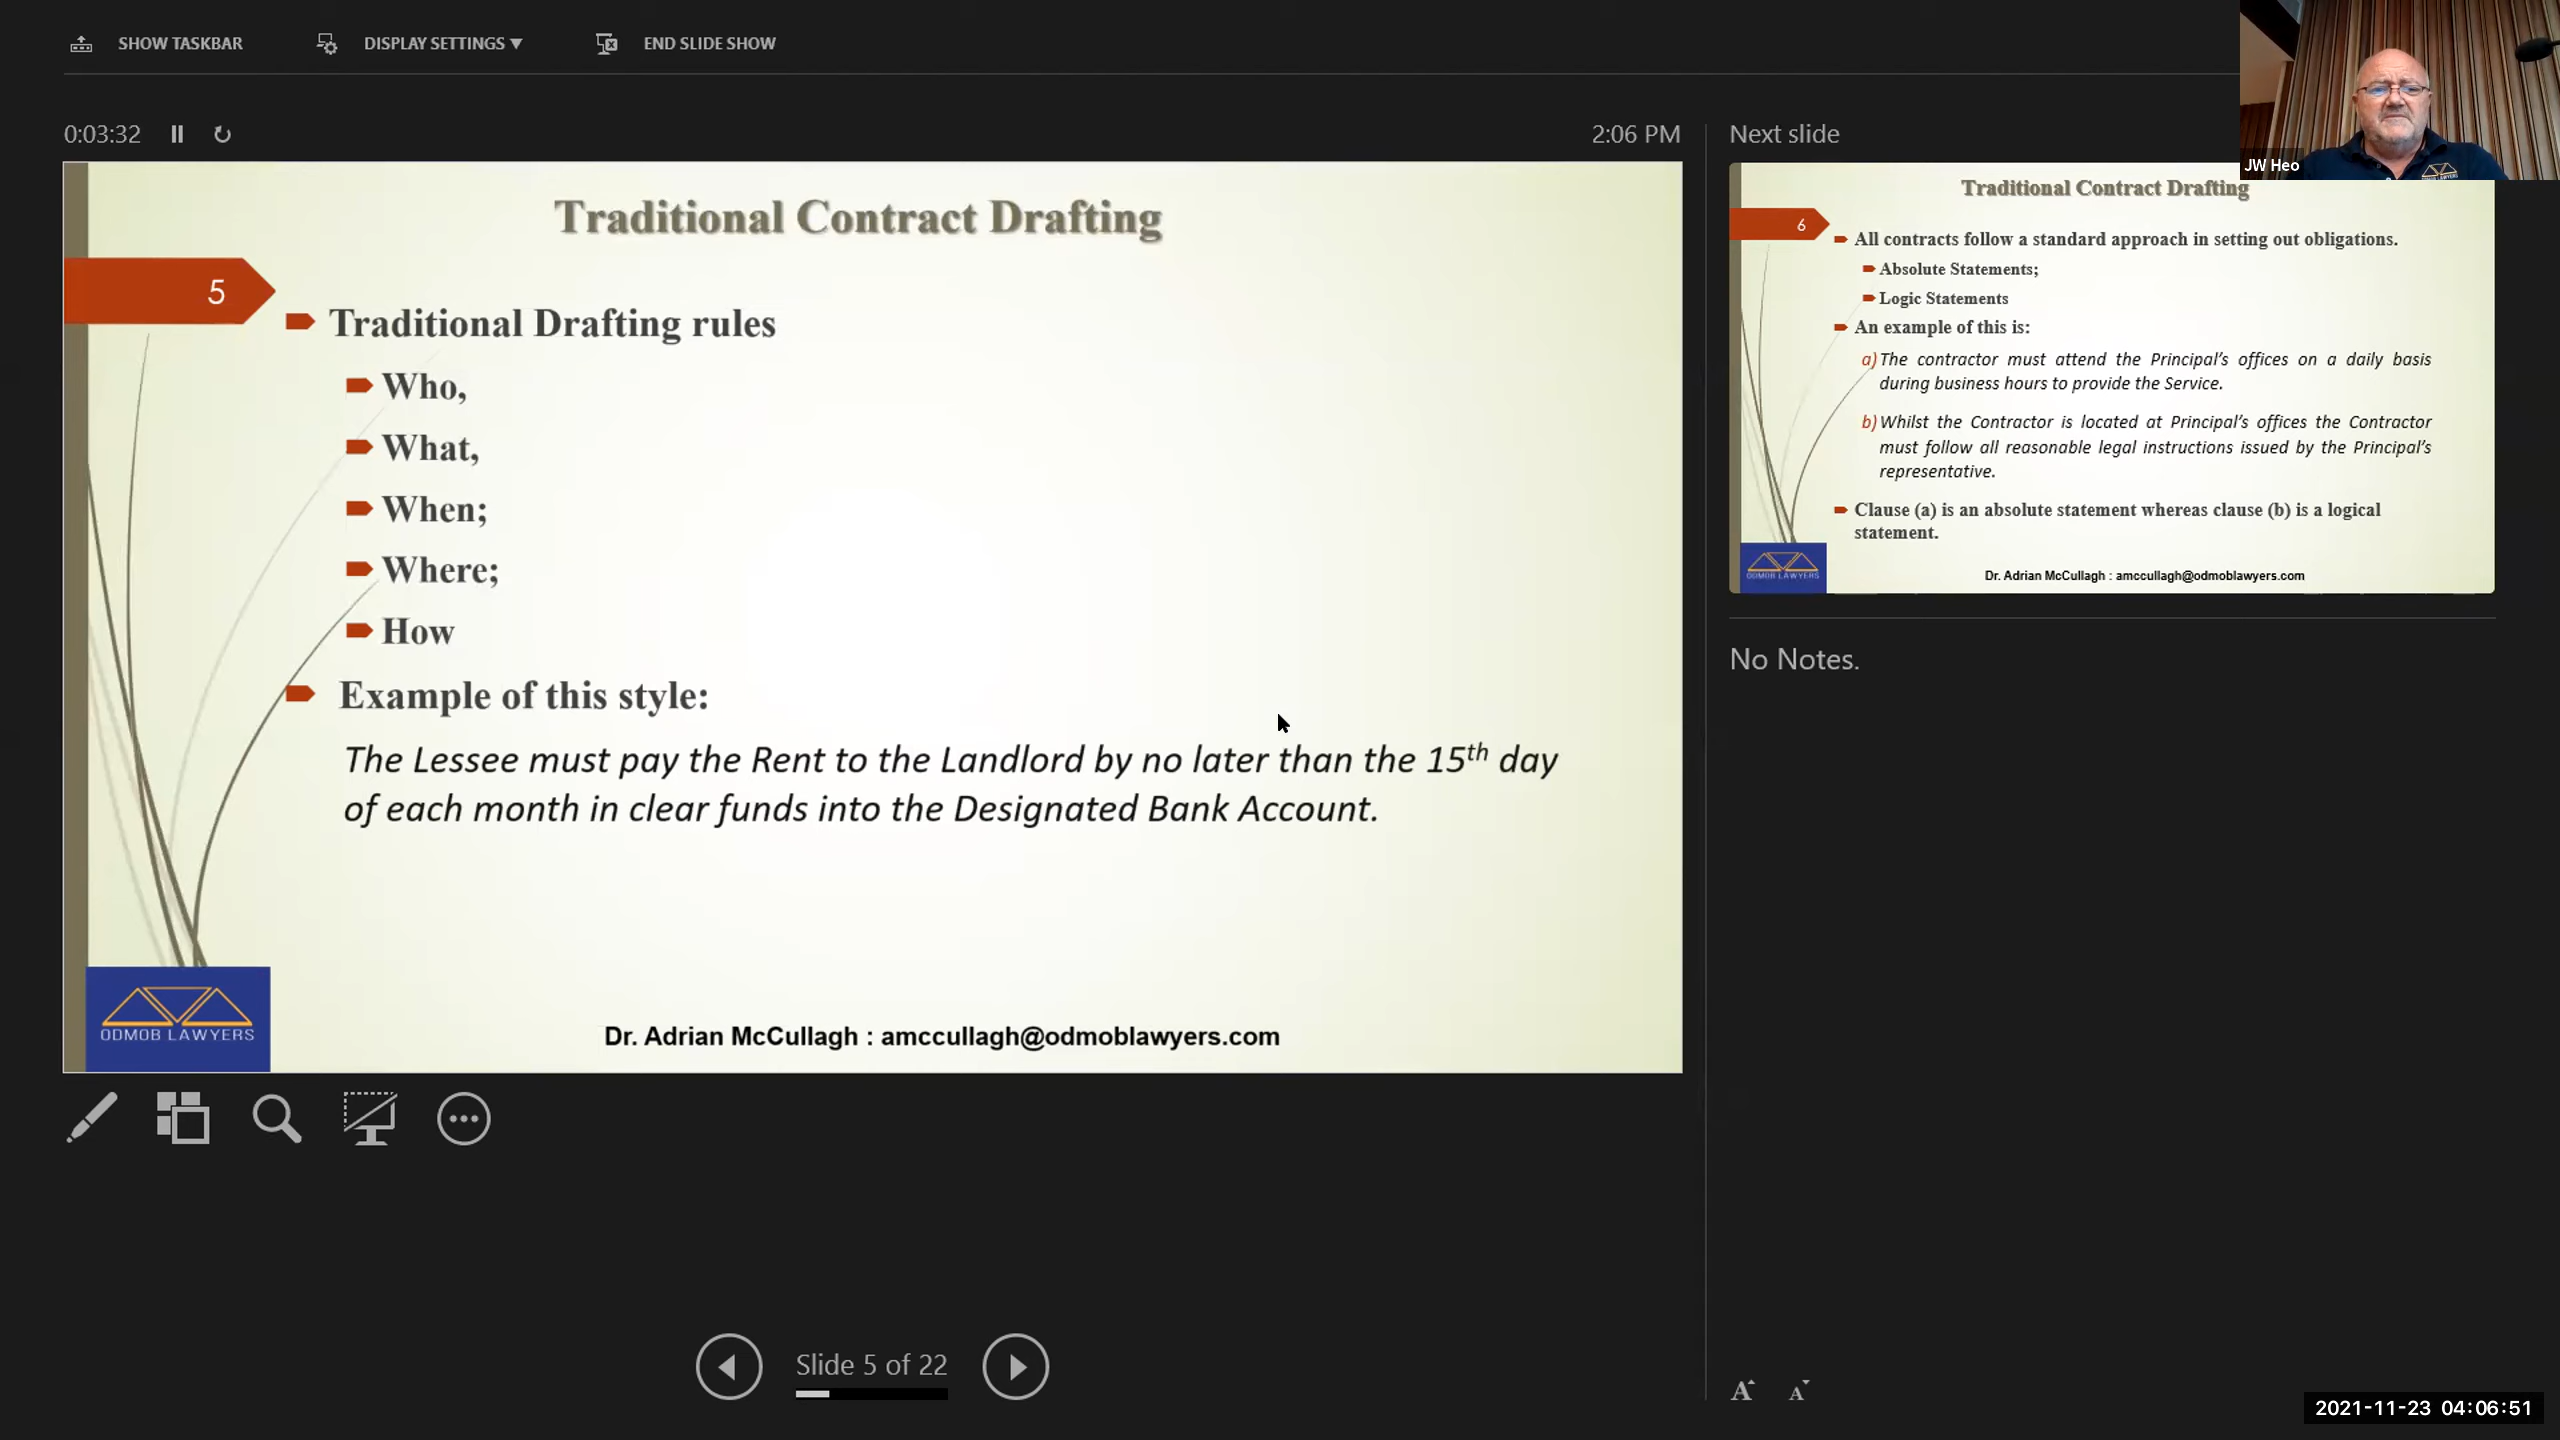 SHOW TASKBAR
DISPLAY SETTINGS ▼
END SLIDE SHOW
0:03:32
2:06 PM
Traditional Contract Drafting
5
Traditional Drafting rules
Who,
What,
When;
Where;
How
Example of this style:
The Lessee must pay the Rent to the Landlord by no later than the 15th day
of each month in clear funds into the Designated Bank Account.
ODMOB LAWYERS
Dr. Adrian McCullagh : amccullagh@odmoblawyers.com
Slide 5 of 22
Next slide
JW Heo
Traditional Contract Drafting
6
All contracts follow a standard approach in setting out obligations.
Absolute Statements;
Logic Statements
An example of this is:
a) The contractor must attend the Principal’s offices on a daily basis
during business hours to provide the Service.
b) Whilst the Contractor is located at Principal’s offices the Contractor
must follow all reasonable legal instructions issued by the Principal’s
representative.
Clause (a) is an absolute statement whereas clause (b) is a logical
statement.
ODMOB LAWYERS
Dr. Adrian McCullagh : amccullagh@odmoblawyers.com
No Notes.
A A
2021-11-23 04:06:51